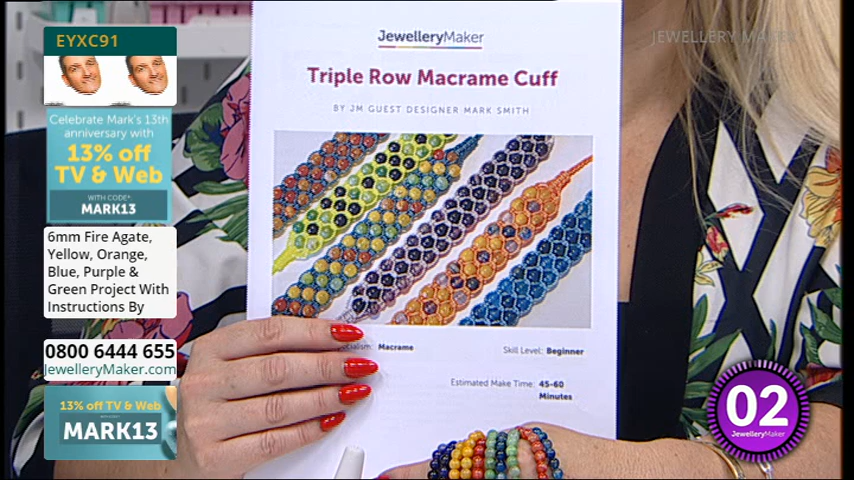 EYXC91
Celebrate Mark's 13th
anniversary with
13% off
TV & Web
WITH CODE*
MARK13
6mm Fire Agate,
Yellow, Orange,
Blue, Purple &
Green Project With
Instructions By
0800 6444 655
JewelleryMaker.com
13% off TV & Web
MARK13
JewelleryMaker
Triple Row Macrame Cuff
BY JM GUEST DESIGNER MARK SMITH
Macrame
Skill Level: Beginner
Estimated Make Time: 45-60
Minutes
JEWELLERY MAKER
02
JewelleryMaker